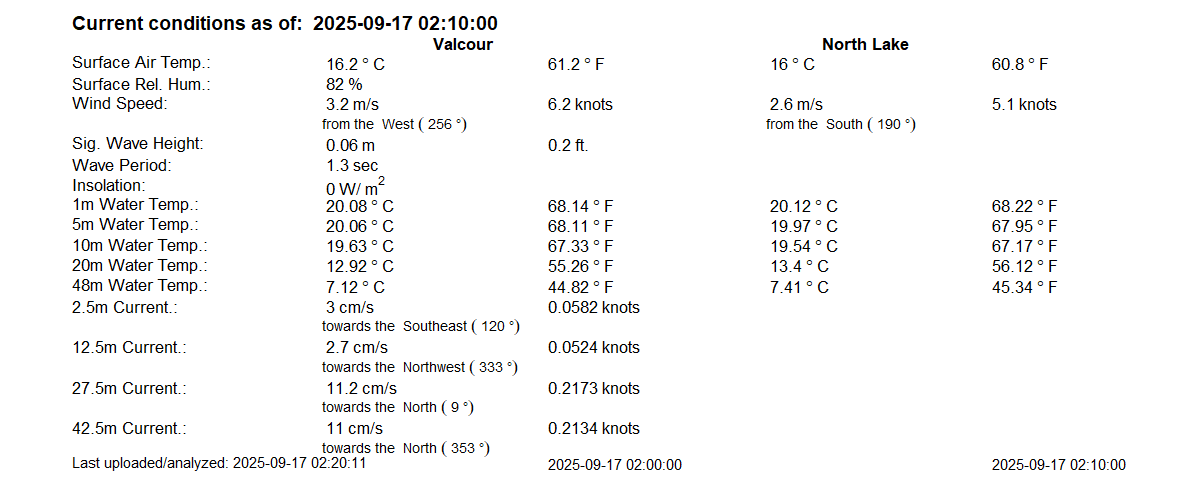 Current conditions as of: 2025-09-17 02:10:00
Valcour North Lake
Surface Air Temp.: 16.2 ° C 61.2 ° F 16 ° C 60.8 ° F
Surface Rel. Hum.: 82 %
Wind Speed: 3.2 m/s 6.2 knots 2.6 m/s 5.1 knots
from the West ( 256 °) from the South ( 190 °)
Sig. Wave Height: 0.06 m 0.2 ft.
Wave Period: 1.3 sec
Insolation: 0 W/ m2
1m Water Temp.: 20.08 ° C 68.14 ° F 20.12 ° C 68.22 ° F
5m Water Temp.: 20.06 ° C 68.11 ° F 19.97 ° C 67.95 ° F
10m Water Temp.: 19.63 ° C 67.33 ° F 19.54 ° C 67.17 ° F
20m Water Temp.: 12.92 ° C 55.26 ° F 13.4 ° C 56.12 ° F
48m Water Temp.: 7.12 ° C 44.82 ° F 7.41 ° C 45.34 ° F
2.5m Current.: 3 cm/s 0.0582 knots
towards the Southeast ( 120 °)
12.5m Current.: 2.7 cm/s 0.0524 knots
towards the Northwest ( 333 °)
27.5m Current.: 11.2 cm/s 0.2173 knots
towards the North ( 9 °)
42.5m Current.: 11 cm/s 0.2134 knots
towards the North ( 353 °)
Last uploaded/analyzed: 2025-09-17 02:20:11 2025-09-17 02:00:00 2025-09-17 02:10:00